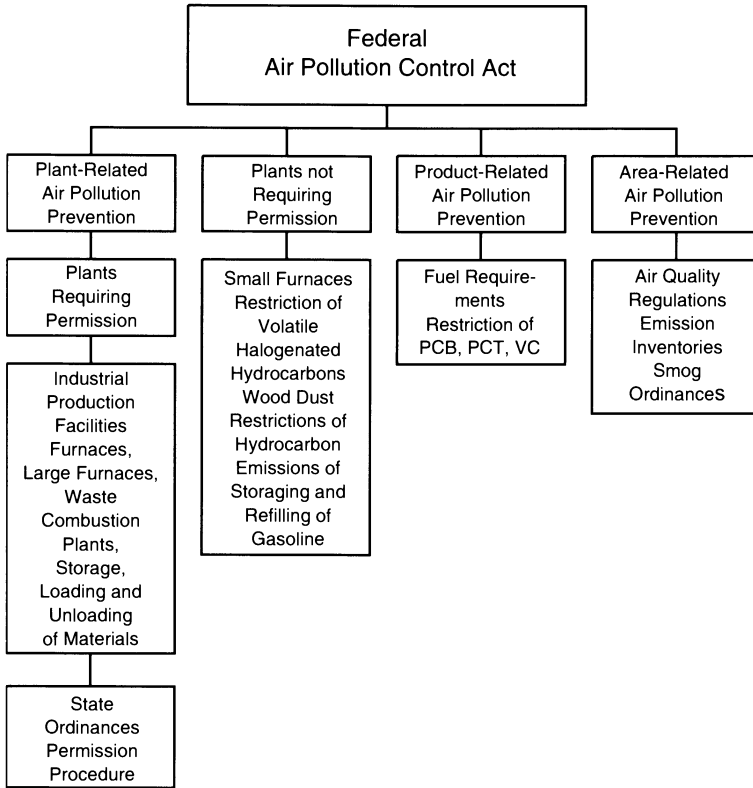 Federal
Air Pollution Control Act
Plant-Related
Air Pollution
Prevention
Plants not
Requiring
Permission
Product-Related
Air Pollution
Prevention
Area-Related
Air Pollution
Prevention
Plants
Requiring
Permission
Small Furnaces
Restriction of
Volatile
Halogenated
Hydrocarbons
Wood Dust
Restrictions of
Hydrocarbon
Emissions of
Storaging and
Refilling of
Gasoline
Fuel Require-
ments
Restriction of
PCB, PCT, VC
Air Quality
Regulations
Emission
Inventories
Smog
Ordinances
Industrial
Production
Facilities
Furnaces,
Large Furnaces,
Waste
Combustion
Plants,
Storage,
Loading and
Unloading
of Materials
State
Ordinances
Permission
Procedure